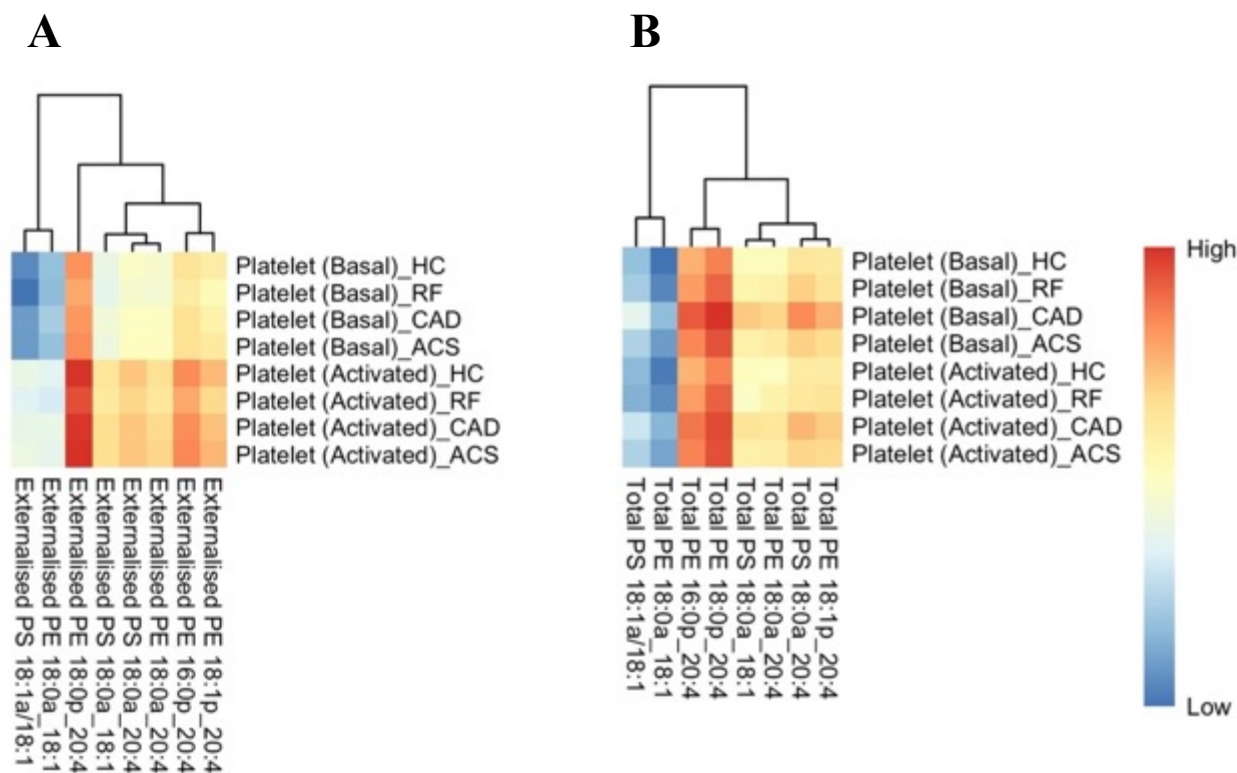 A
B
Platelet (Basal)_HC
Platelet (Basal)_RF
Platelet (Basal)_CAD
Platelet (Basal)_ACS
Platelet (Activated)_HC
Platelet (Activated)_RF
Platelet (Activated)_CAD
Platelet (Activated)_ACS
Externalised PS 18:1a/18:1
Externalised PE 18:0a_18:1
Externalised PE 18:0p_20:4
Externalised PS 18:0a_18:1
Externalised PS 18:0a_20:4
Externalised PE 18:0a_20:4
Externalised PE 16:0p_20:4
Externalised PE 18:1p_20:4
Platelet (Basal)_HC
Platelet (Basal)_RF
Platelet (Basal)_CAD
Platelet (Basal)_ACS
Platelet (Activated)_HC
Platelet (Activated)_RF
Platelet (Activated)_CAD
Platelet (Activated)_ACS
Total PS 18:1a/18:1
Total PE 18:0a_18:1
Total PE 16:0p_20:4
Total PE 18:0p_20:4
Total PS 18:0a_18:1
Total PE 18:0a_20:4
Total PS 18:0a_20:4
Total PE 18:1p_20:4
High
Low